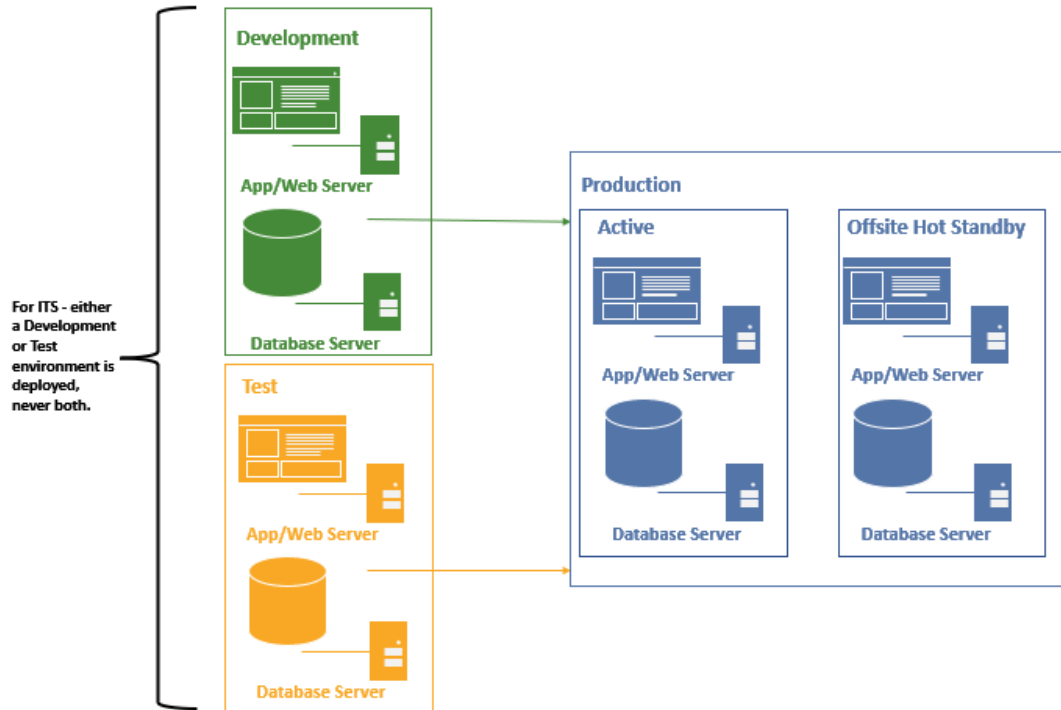 Development
App/Web Server
Database Server
For ITS - either
a Development
or Test
environment is
deployed,
never both.
Test
App/Web Server
Database Server
Production
Active
App/Web Server
Database Server
Offsite Hot Standby
App/Web Server
Database Server